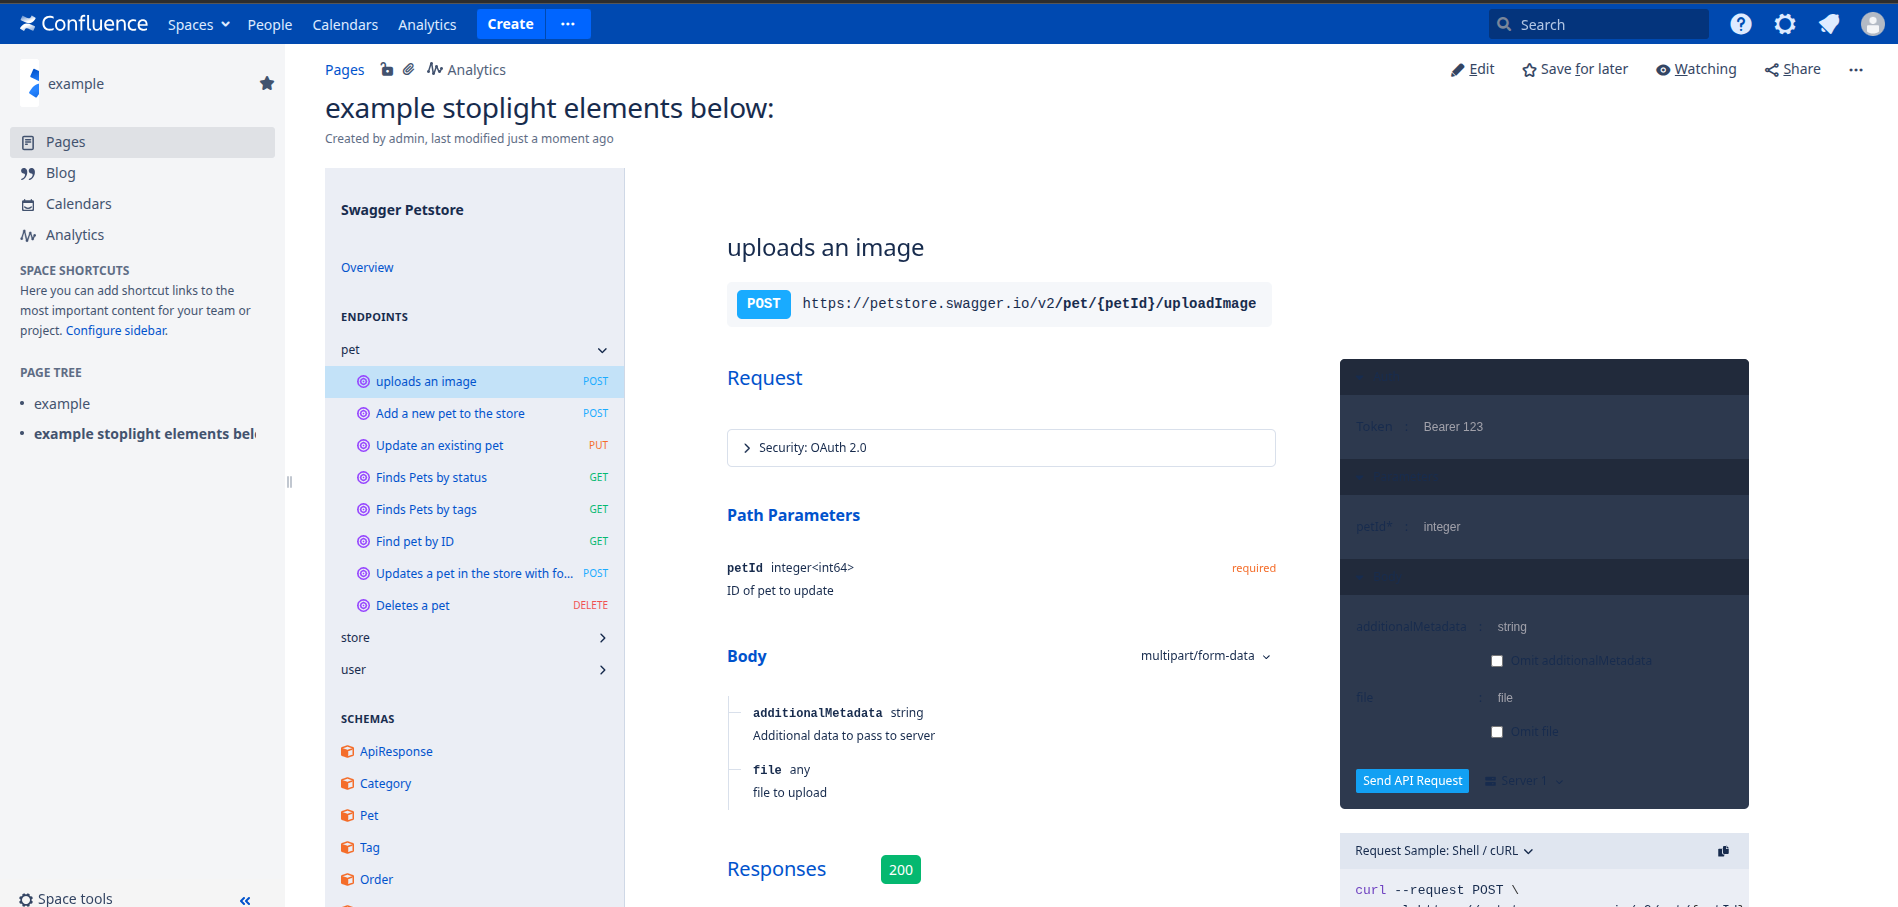 Confluence Spaces People Calendars Analytics Create ··· Search
example
Pages
Blog
Calendars
Analytics
SPACE SHORTCUTS
Here you can add shortcut links to the
most important content for your team or
project. Configure sidebar.
PAGE TREE
• example
• example stoplight elements bel
Space tools
Pages Analytics
Edit Save for later Watching Share ···
example stoplight elements below:
Created by admin, last modified just a moment ago
Swagger Petstore
Overview
ENDPOINTS
pet
uploads an image POST
Add a new pet to the store POST
Update an existing pet PUT
Finds Pets by status GET
Finds Pets by tags GET
Find pet by ID GET
Updates a pet in the store with fo... POST
Deletes a pet DELETE
store
user
SCHEMAS
ApiResponse
Category
Pet
Tag
Order
uploads an image
POST https://petstore.swagger.io/v2/pet/{petId}/uploadImage
Request
Security: OAuth 2.0
Path Parameters
petId integer<int64> required
ID of pet to update
Body multipart/form-data
additionalMetadata string
Additional data to pass to server
file any
file to upload
Responses 200
Token : Bearer 123
petId* : integer
additionalMetadata : string
Omit additionalMetadata
file : file
Omit file
Send API Request Server 1
Request Sample: Shell / cURL
curl --request POST \